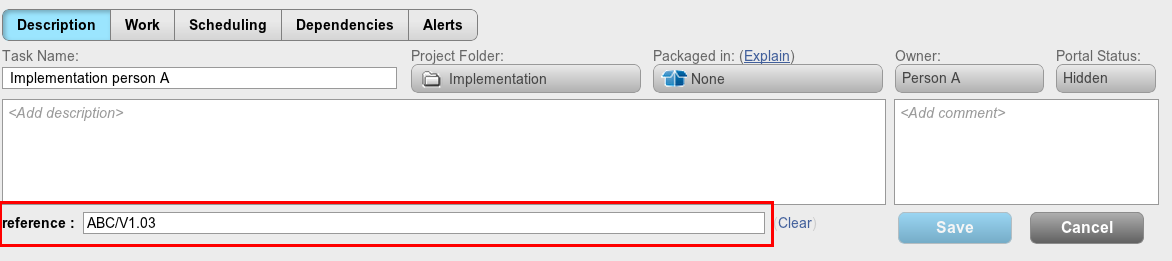 Description Work Scheduling Dependencies Alerts
Task Name: Project Folder: Packaged in: (Explain) Owner: Portal Status:
Implementation person A Implementation None Person A Hidden
<Add description> <Add comment>
reference : ABC/V1.03 (Clear) Save Cancel